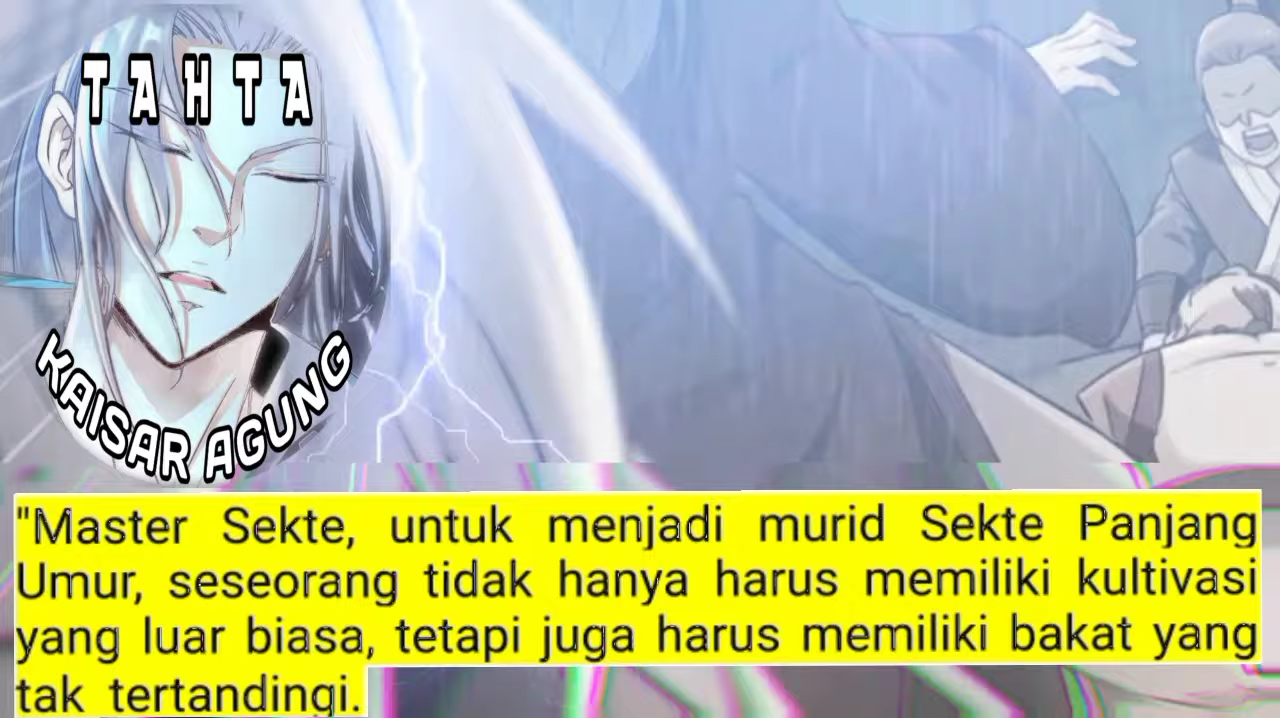 TAHTA
KAISAR AGUNG
"Master Sekte, untuk menjadi murid Sekte Panjang
Umur, seseorang tidak hanya harus memiliki kultivasi
yang luar biasa, tetapi juga harus memiliki bakat yang
tak tertandingi.